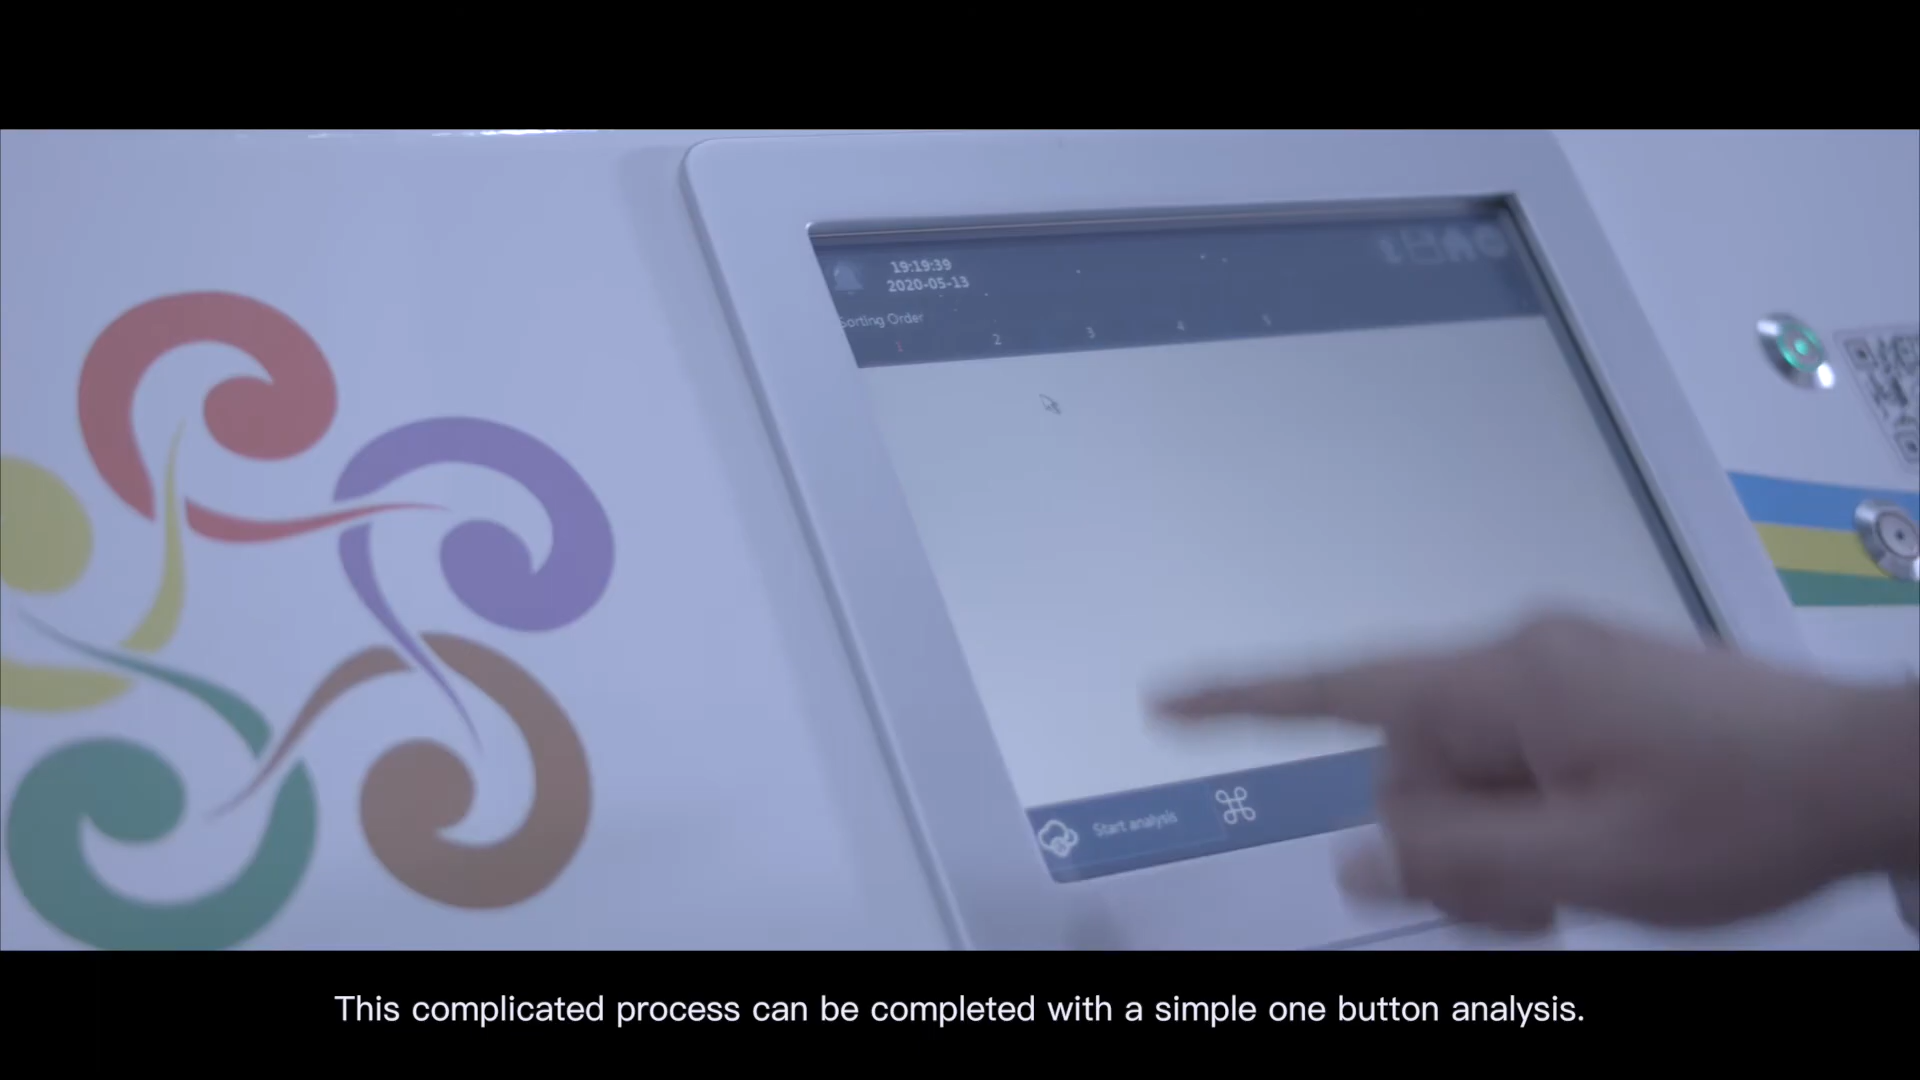 19:19:39
2020-05-13
Sorting Order
1 2 3 4 5
Start analysis
This complicated process can be completed with a simple one button analysis.